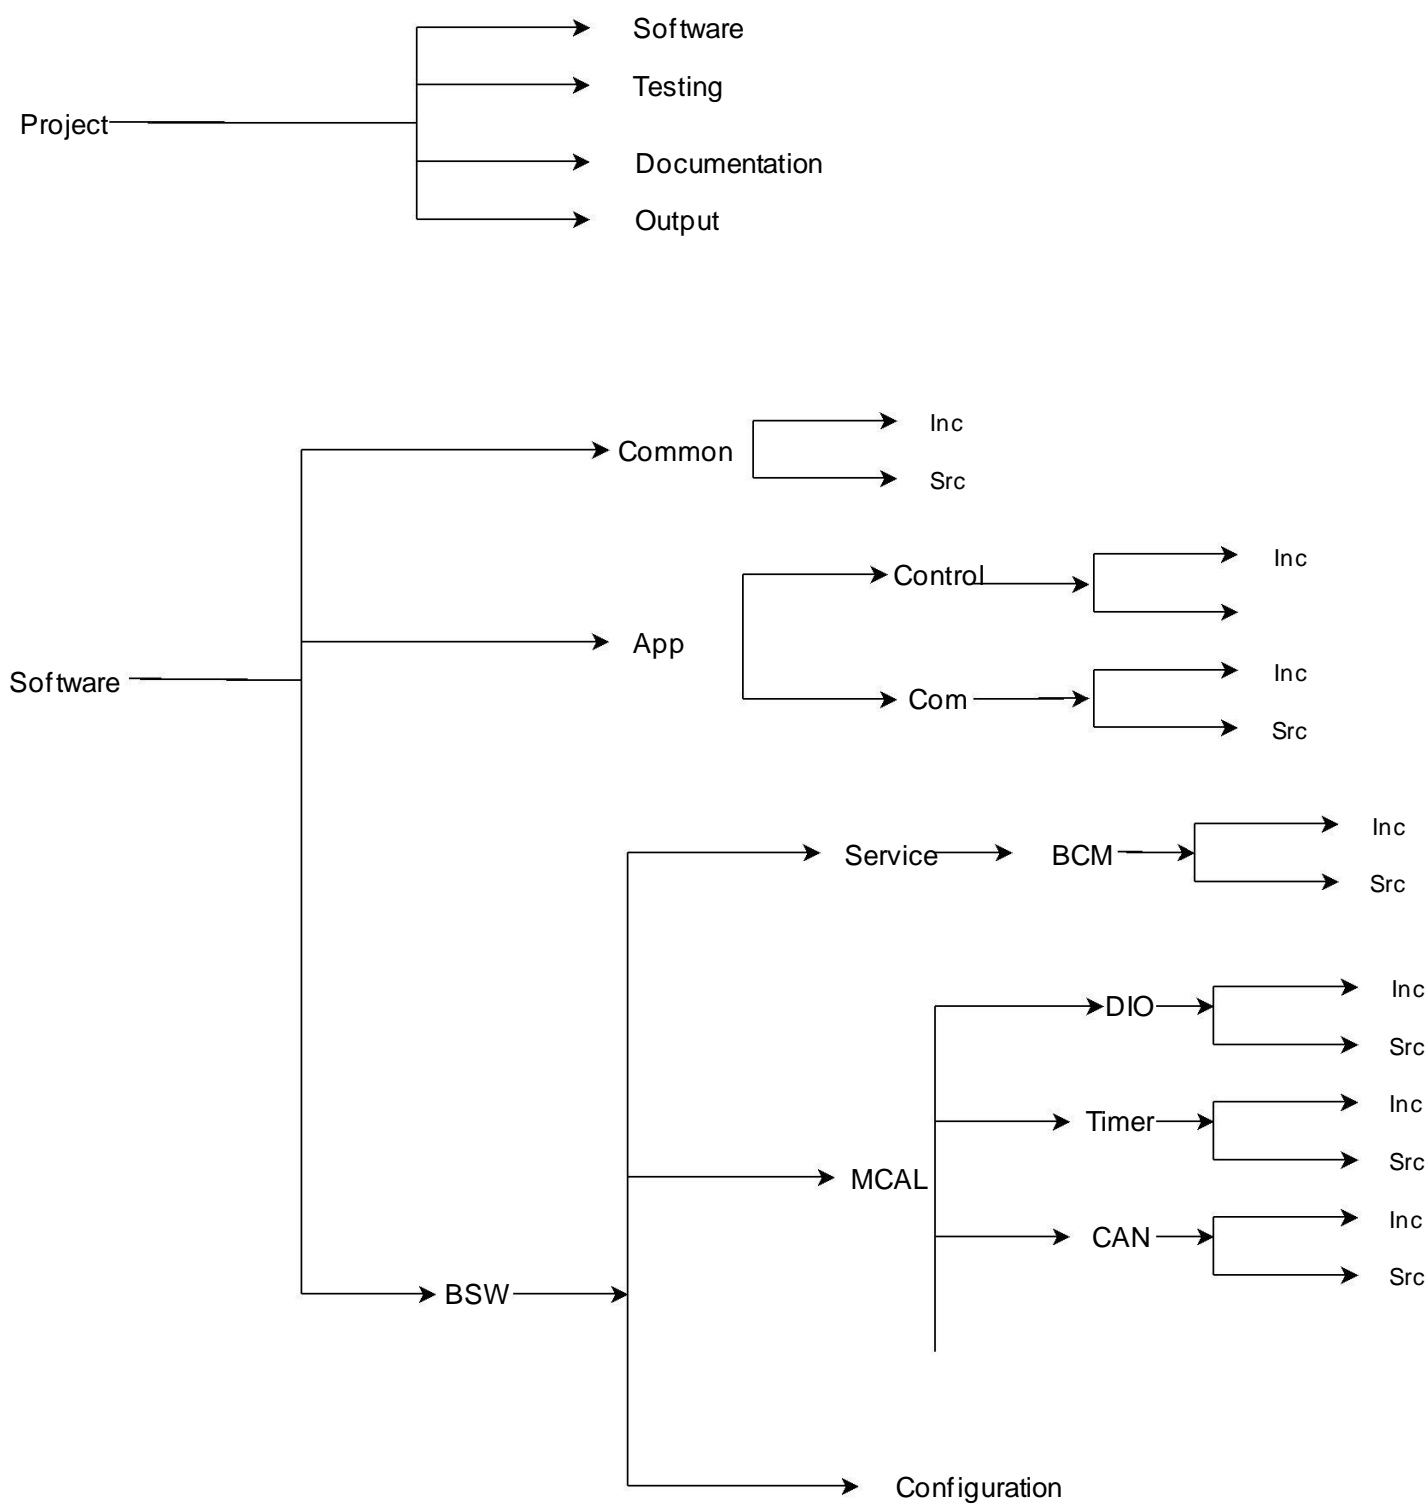 Software
Testing
Project
Documentation
Output
Inc
Common
Src
Inc
Control
App
Inc
Software
Com
Src
Inc
Service
BCM
Src
Inc
DIO
Src
Inc
Timer
Src
MCAL
Inc
CAN
Src
BSW
Configuration